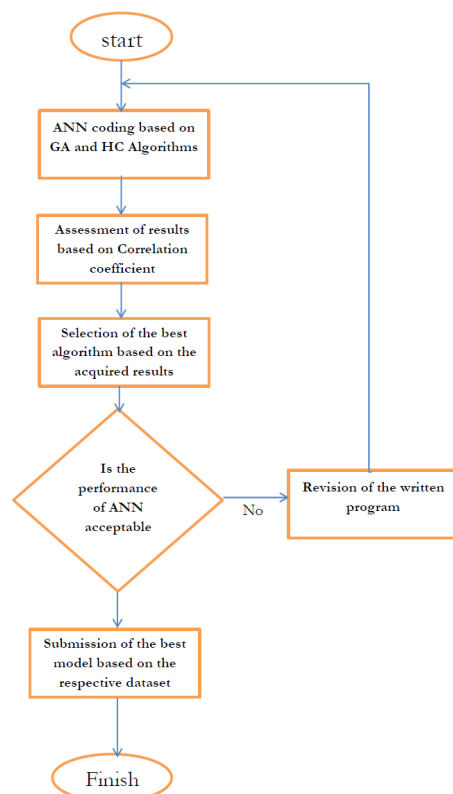 start
ANN coding based on
GA and HC Algorithms
Assessment of results
based on Correlation
coefficient
Selection of the best
algorithm based on the
acquired results
Is the
performance
of ANN
acceptable
No
Revision of the written
program
Submission of the best
model based on the
respective dataset
Finish